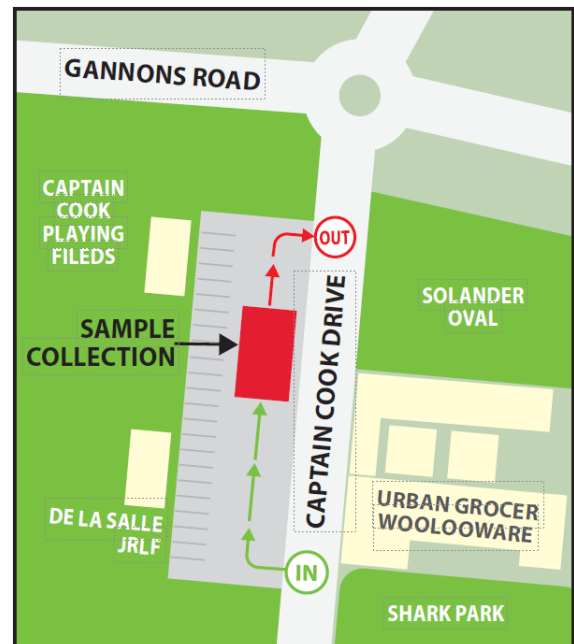 GANNONS ROAD
CAPTAIN
COOK
PLAYING
FILEDS
OUT
SOLANDER
OVAL
SAMPLE
COLLECTION
CAPTAIN COOK DRIVE
DE LA SALLE
JRLF
URBAN GROCER
WOOLOOWARE
IN
SHARK PARK